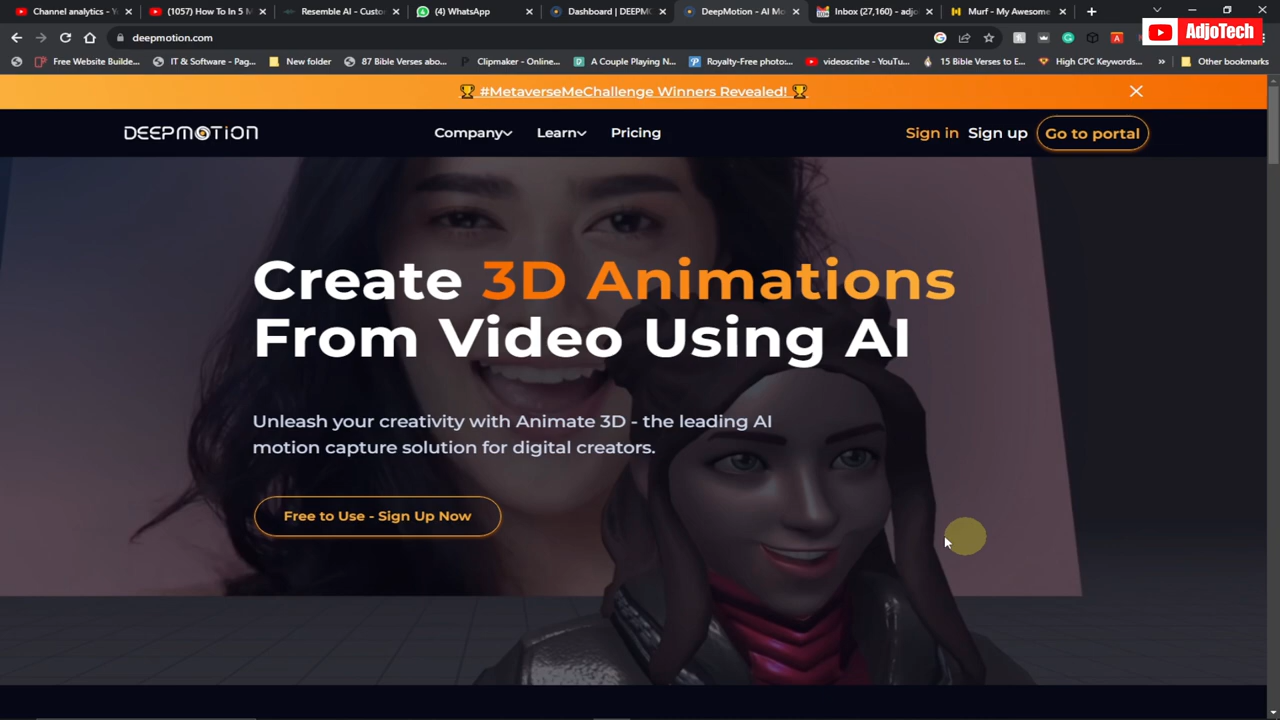 Channel analytics - Y
(1057) How To In 5 M
Resemble AI - Custo
(4) WhatsApp
Dashboard | DEEPM
DeepMotion - AI Mo
Inbox (27,160) - adjo
Murf - My Awesome
deepmotion.com
AdjoTech
Free Website Builde...
IT & Software - Pag...
New folder
87 Bible Verses abo...
Clipmaker - Online...
A Couple Playing N...
Royalty-Free photo:...
videoscribe - YouTu...
15 Bible Verses to E...
High CPC Keywords...
Other bookmarks
🏆 #MetaverseMeChallenge Winners Revealed! 🏆
DEEPMOTION
Company
Learn
Pricing
Sign in
Sign up
Go to portal
Create 3D Animations
From Video Using AI
Unleash your creativity with Animate 3D - the leading AI
motion capture solution for digital creators.
Free to Use - Sign Up Now